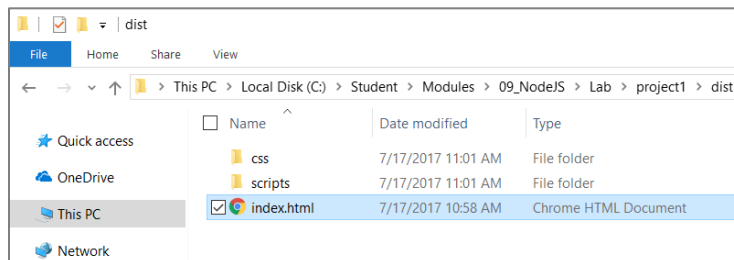 dist
File Home Share View
This PC > Local Disk (C:) > Student > Modules > 09_NodeJS > Lab > project1 > dist
Name Date modified Type
Quick access
css 7/17/2017 11:01 AM File folder
OneDrive
scripts 7/17/2017 11:01 AM File folder
This PC
index.html 7/17/2017 10:58 AM Chrome HTML Document
Network